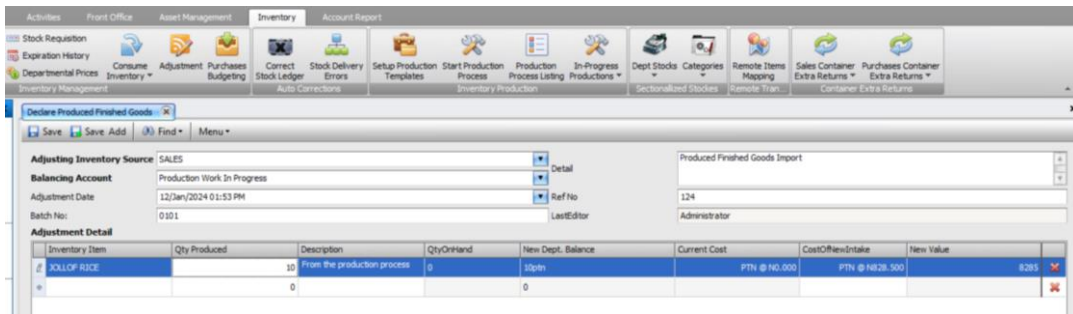 Activities Front Office Asset Management Inventory Account Report
Stock Requisition
Expiration History
Departmental Prices
Consume Inventory
Adjustment
Purchases Budgeting
Correct Stock Ledger
Stock Delivery Errors
Setup Production Templates
Start Production Process
Production Process Listing
In-Progress Productions
Dept Stocks
Categories
Remote Items Mapping
Sales Container Extra Returns
Purchases Container Extra Returns
Inventory Management Auto Corrections Inventory Production Sectionalized Stockies Remote Tran... Container Extra Returns
Declare Produced Finished Goods
Save Save Add Find Menu
Adjusting Inventory Source SALES Detail Produced Finished Goods Import
Balancing Account Production Work In Progress
Adjustment Date 12/Jan/2024 01:53 PM Ref No 124
Batch No: 0101 LastEditor Administrator
Adjustment Detail
Inventory Item Qty Produced Description QtyOnHand New Dept. Balance Current Cost CostOfNewIntake New Value
JOLLOF RICE 10 From the production process 0 10ptn PTN @ N0.000 PTN @ N828.500 8285
0 0